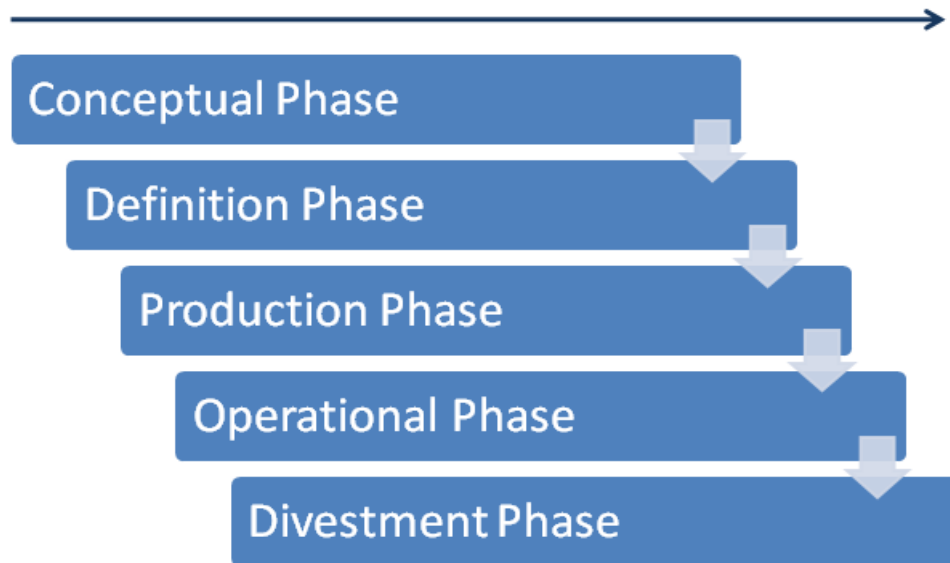 Conceptual Phase
Definition Phase
Production Phase
Operational Phase
Divestment Phase